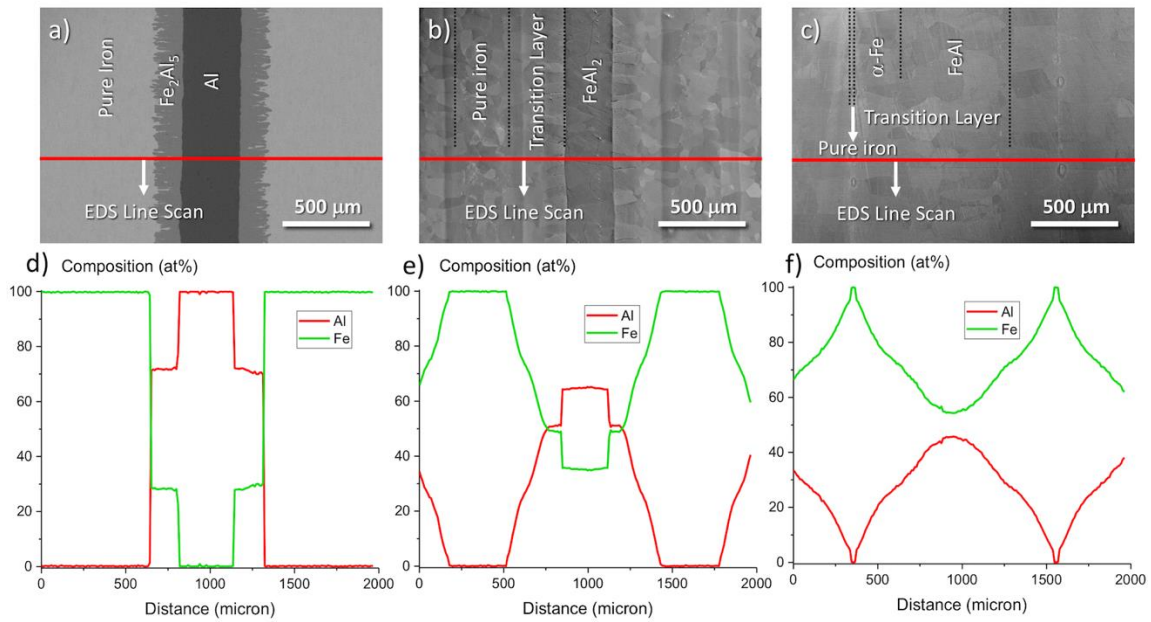 a)
Pure Iron
Fe₂Al₅
Al
EDS Line Scan
500 μm
b)
Pure iron
Transition Layer
FeAl₂
EDS Line Scan
500 μm
c)
α-Fe
FeAl
Transition Layer
Pure iron
EDS Line Scan
500 μm
d)
Composition (at%)
100
80
60
40
20
0
Al
Fe
0 500 1000 1500 2000
Distance (micron)
e)
Composition (at%)
100
80
60
40
20
0
Al
Fe
0 500 1000 1500 2000
Distance (micron)
f)
Composition (at%)
100
80
60
40
20
0
Al
Fe
0 500 1000 1500 2000
Distance (micron)